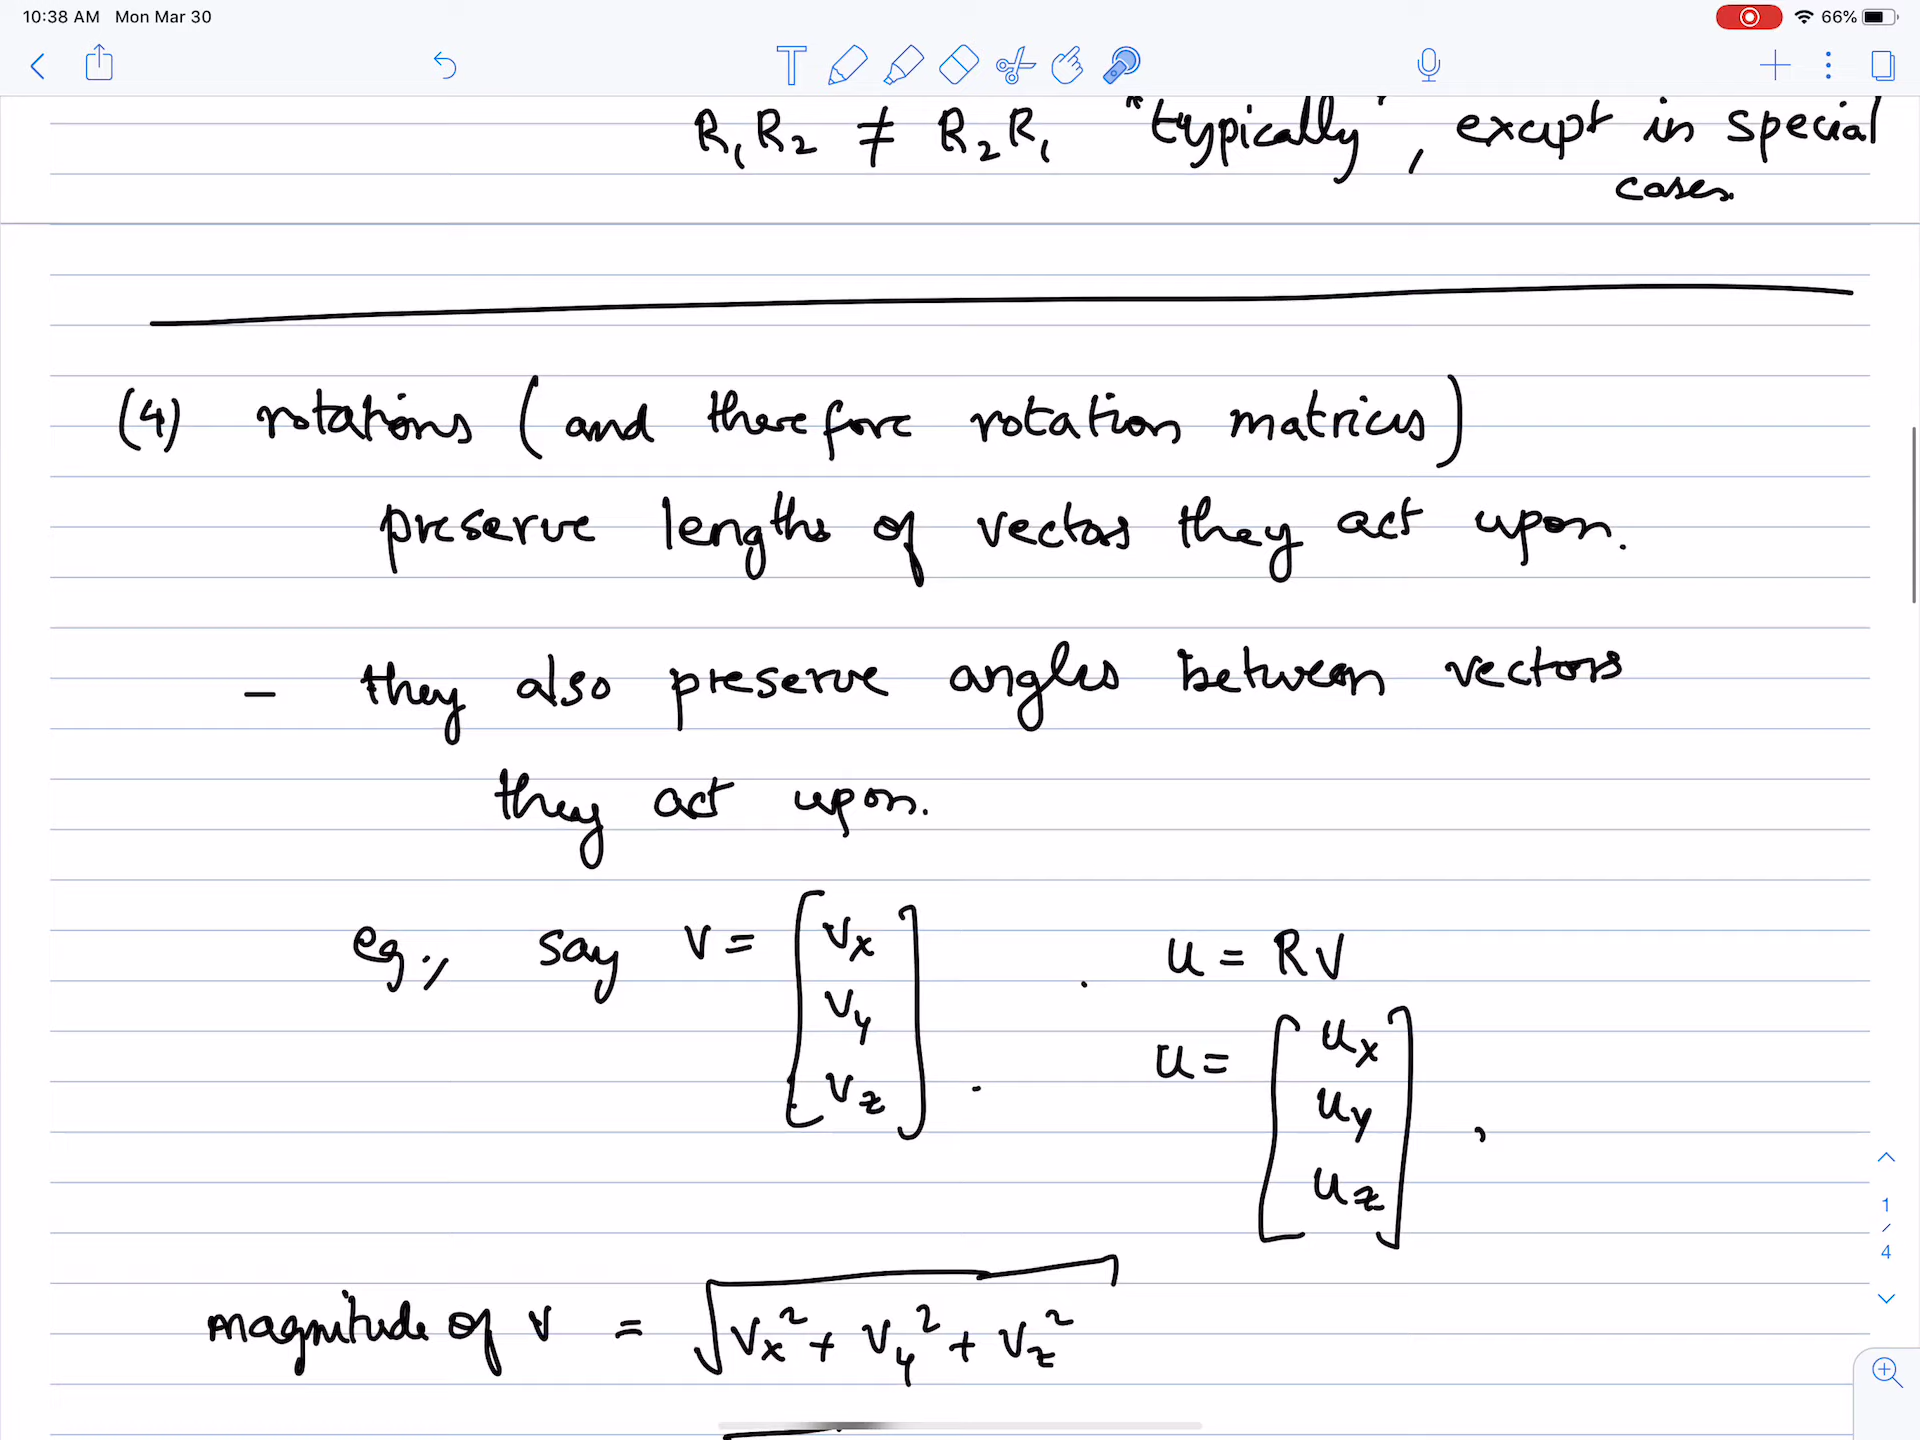 10:38 AM Mon Mar 30 66%
R₁R₂ ≠ R₂R₁ "typically", except in special
cases.
(4) rotations (and therefore rotation matrices)
preserve lengths of vectors they act upon.
– they also preserve angles between vectors
they act upon.
eg:, say v = [vx vy vz] . u = RV
u = [ux uy uz] ,
magnitude of v = √(vx² + vy² + vz²)
1
/
4